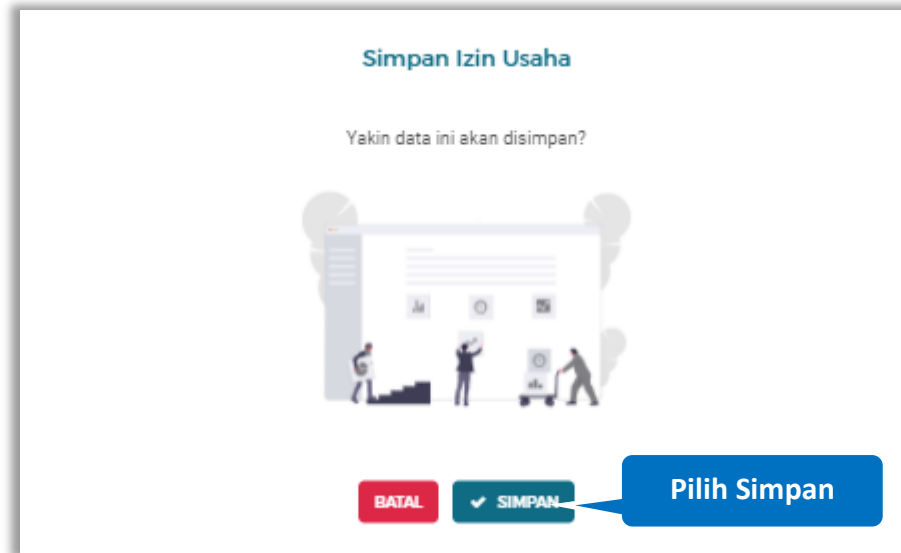 Simpan Izin Usaha
Yakin data ini akan disimpan?
BATAL
SIMPAN
Pilih Simpan